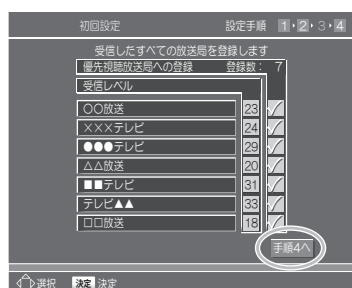 初回設定 設定手順 1・2・3・4
受信したすべての放送局を登録します
優先視聴放送局への登録 登録数： 7
受信レベル
○○放送 23
×××テレビ 24
●●●テレビ 29
△△放送 20
■■テレビ 31
テレビ▲▲ 33
□□放送 18
手順4へ
選択 決定 決定